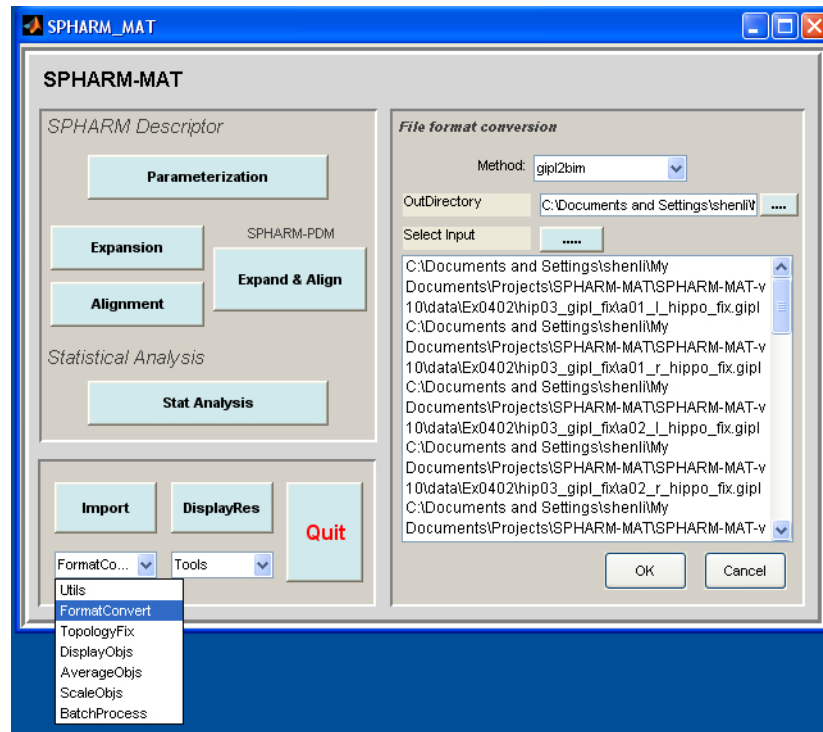 SPHARM_MAT
SPHARM-MAT
SPHARM Descriptor
Parameterization
Expansion
SPHARM-PDM
Expand & Align
Alignment
Statistical Analysis
Stat Analysis
Import
DisplayRes
Quit
FormatCo...
Tools
Utils
FormatConvert
TopologyFix
DisplayObjs
AverageObjs
ScaleObjs
BatchProcess
File format conversion
Method:
gipl2bim
OutDirectory
C:\Documents and Settings\shenli\
....
Select Input
.....
C:\Documents and Settings\shenli\My
Documents\Projects\SPHARM-MAT\SPHARM-MAT-v
10\data\Ex0402\hip03_gipl_fix\a01_l_hippo_fix.gipl
C:\Documents and Settings\shenli\My
Documents\Projects\SPHARM-MAT\SPHARM-MAT-v
10\data\Ex0402\hip03_gipl_fix\a01_r_hippo_fix.gipl
C:\Documents and Settings\shenli\My
Documents\Projects\SPHARM-MAT\SPHARM-MAT-v
10\data\Ex0402\hip03_gipl_fix\a02_l_hippo_fix.gipl
C:\Documents and Settings\shenli\My
Documents\Projects\SPHARM-MAT\SPHARM-MAT-v
10\data\Ex0402\hip03_gipl_fix\a02_r_hippo_fix.gipl
C:\Documents and Settings\shenli\My
Documents\Projects\SPHARM-MAT\SPHARM-MAT-v
OK
Cancel